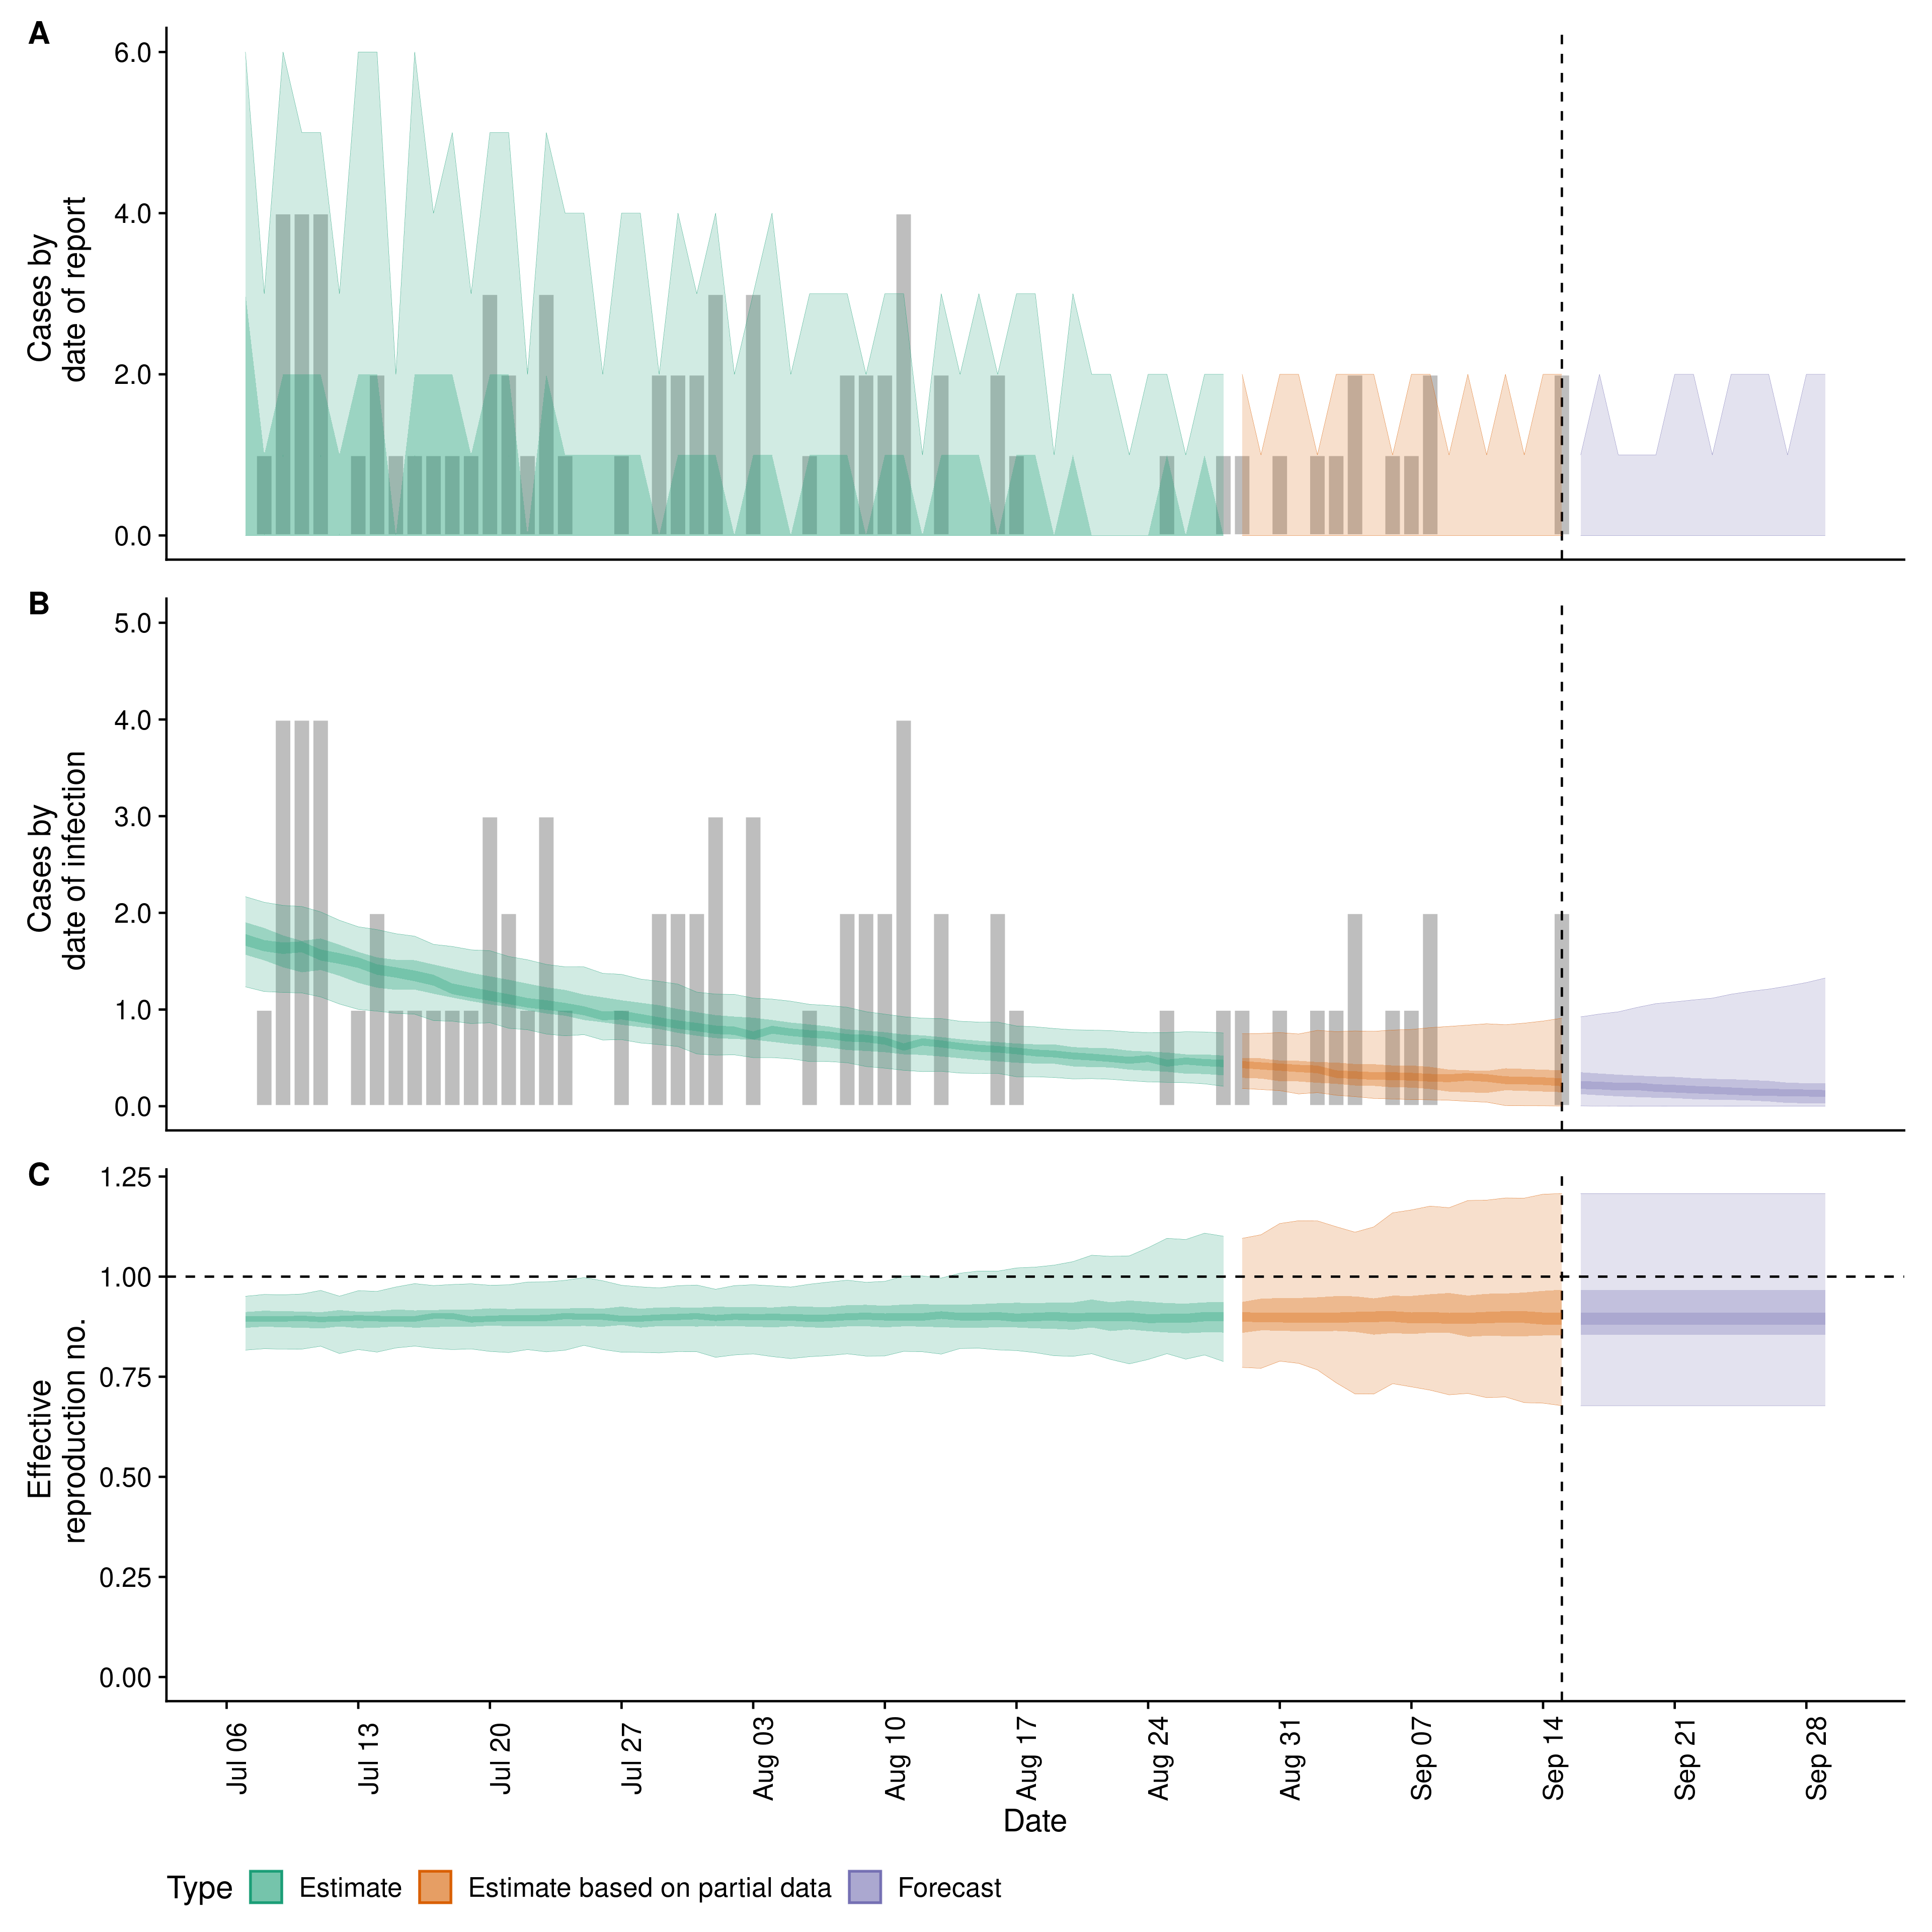 A
6.0
4.0
2.0
0.0
Cases by
date of report
B
5.0
4.0
3.0
2.0
1.0
0.0
Cases by
date of infection
C
1.25
1.00
0.75
0.50
0.25
0.00
Effective
reproduction no.
Jul 06
Jul 13
Jul 20
Jul 27
Aug 03
Aug 10
Aug 17
Aug 24
Aug 31
Sep 07
Sep 14
Sep 21
Sep 28
Date
Type Estimate Estimate based on partial data Forecast